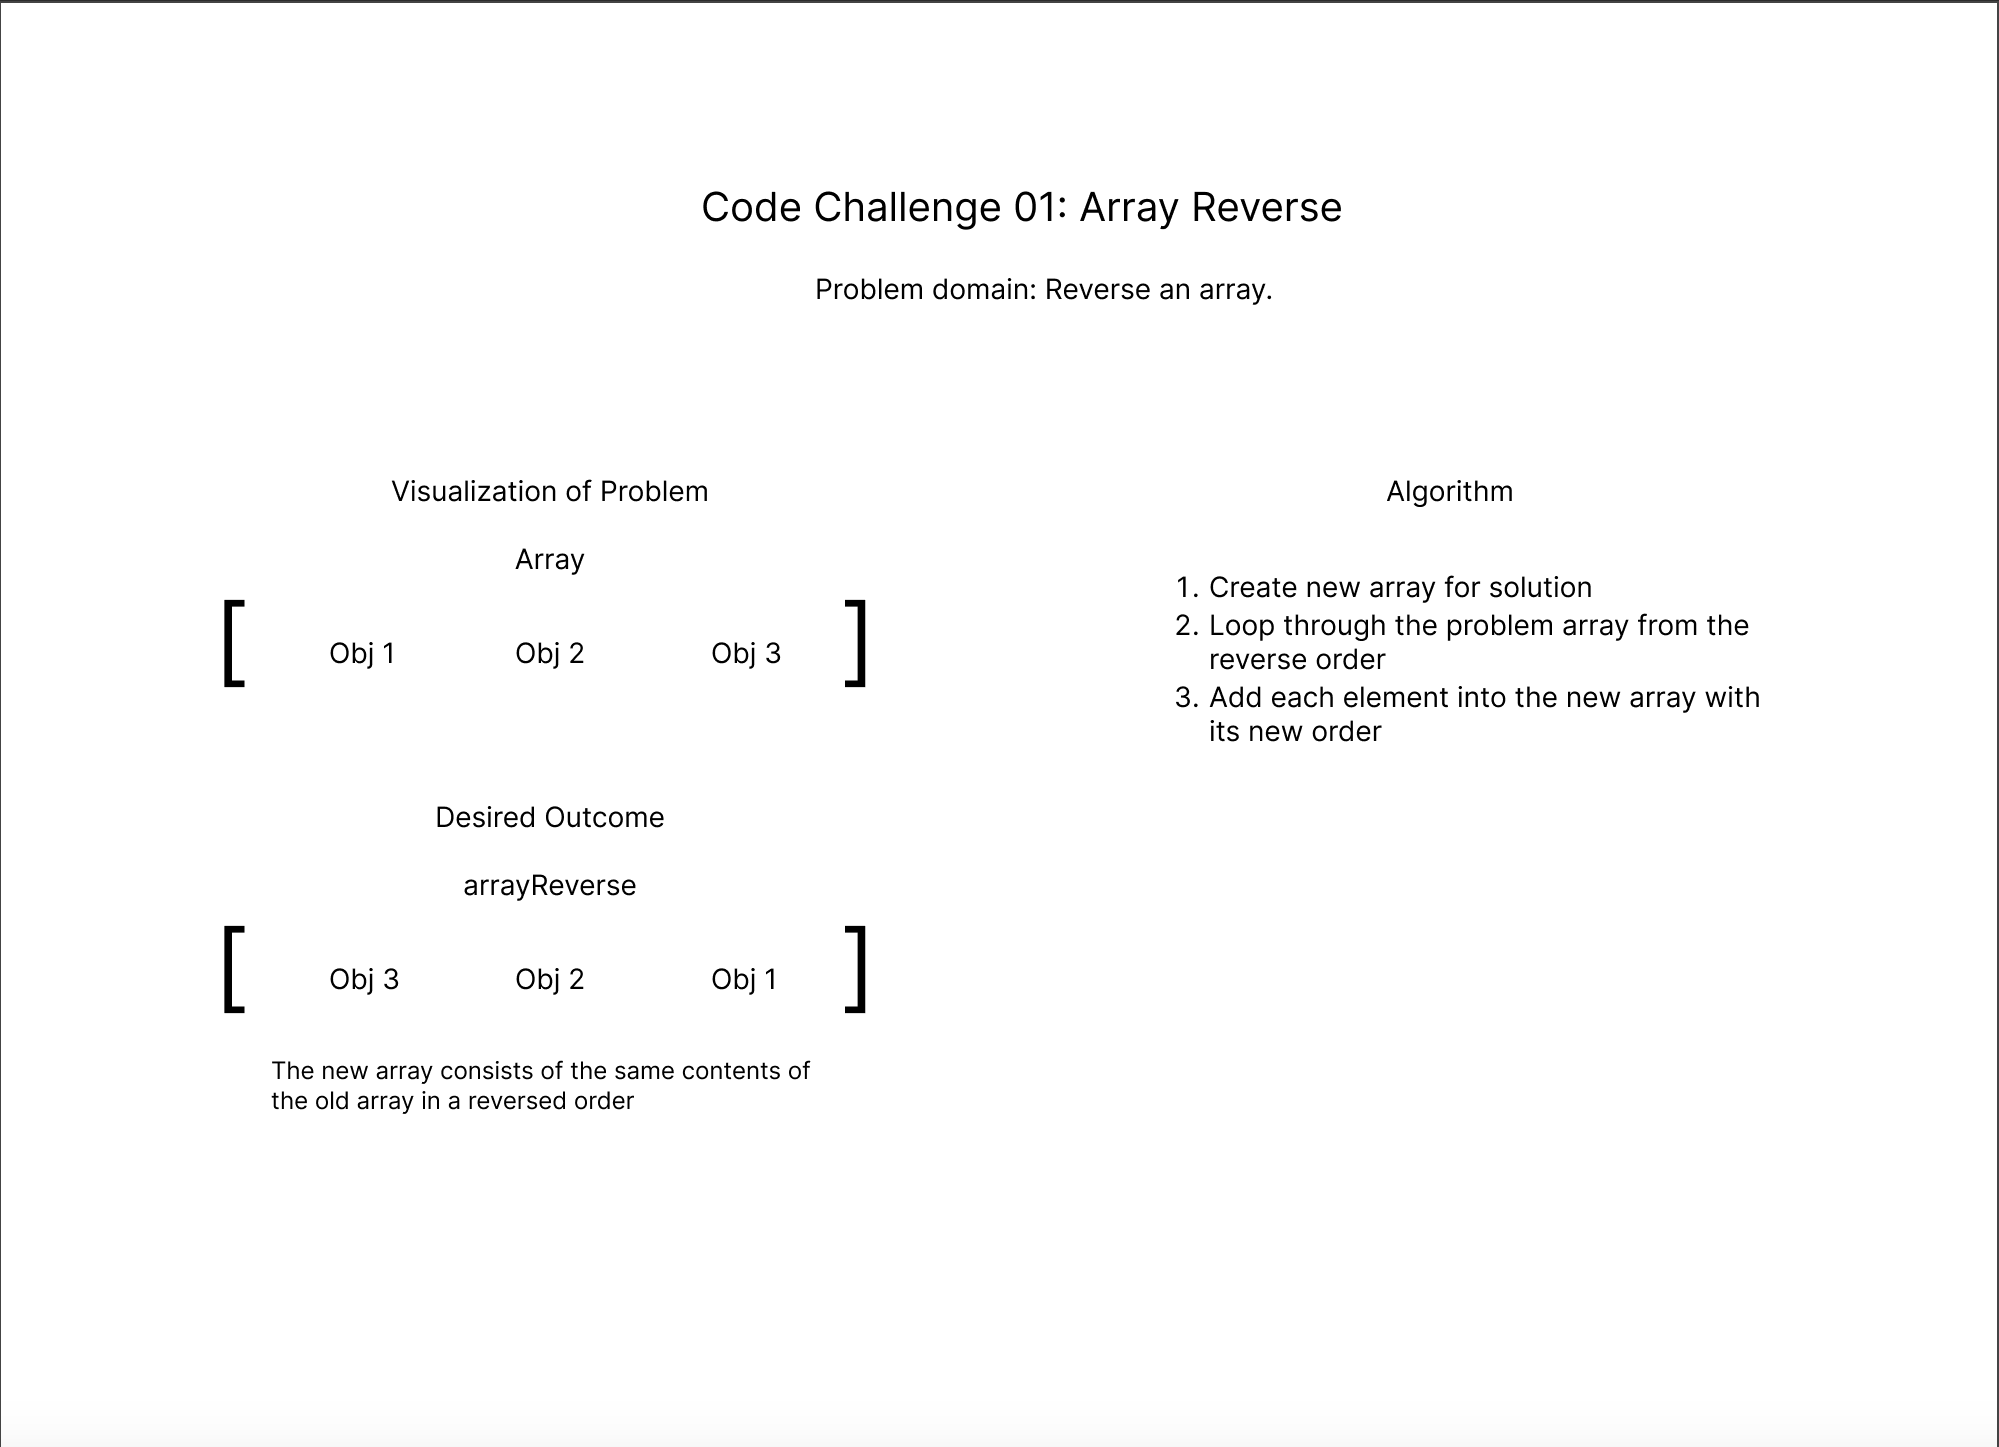 Code Challenge 01: Array Reverse
Problem domain: Reverse an array.
Visualization of Problem
Array
[ Obj 1 Obj 2 Obj 3 ]
Desired Outcome
arrayReverse
[ Obj 3 Obj 2 Obj 1 ]
The new array consists of the same contents of
the old array in a reversed order
Algorithm
1. Create new array for solution
2. Loop through the problem array from the
reverse order
3. Add each element into the new array with
its new order